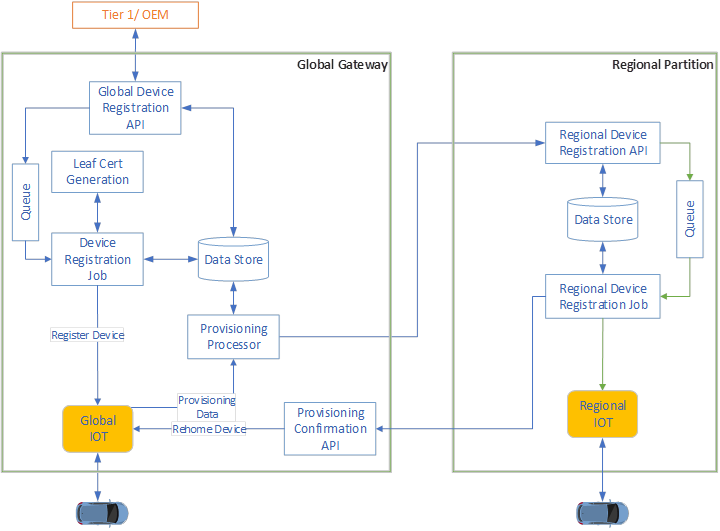 Tier 1/ OEM
Global Gateway
Global Device
Registration
API
Queue
Leaf Cert
Generation
Device
Registration
Job
Data Store
Register Device
Provisioning
Processor
Provisioning
Data
Rehome Device
Global
IOT
Provisioning
Confirmation
API
Regional Partition
Regional Device
Registration API
Queue
Data Store
Regional Device
Registration Job
Regional
IOT